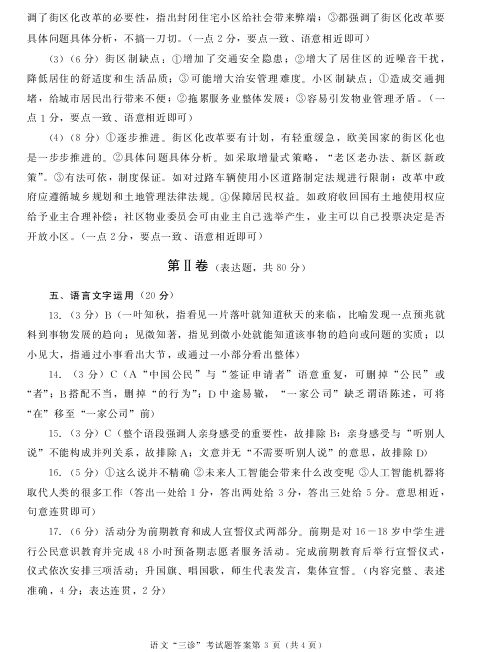 调了街区化改革的必要性，指出封闭住宅小区给社会带来弊端；③都强调了街区化改革要
具体问题具体分析，不搞一刀切。（一点 2 分，要点一致、语意相近即可）
（3）（6 分）街区制缺点：①增加了交通安全隐患；②增大了居住区的近噪音干扰，
降低居住的舒适度和生活品质；③可能增大治安管理难度。小区制缺点：①造成交通拥
堵，给城市居民出行带来不便；②拖累服务业整体发展；③容易引发物业管理矛盾。（一
点 1 分，要点一致、语意相近即可）
（4）（8 分）①逐步推进。街区化改革要有计划，有轻重缓急，欧美国家的街区化也
是一步步推进的。②具体问题具体分析。如采取增量式策略，“老区老办法、新区新政
策”。③有法可依，制度保证。如对过路车辆使用小区道路制定法规进行限制；改革中政
府应遵循城乡规划和土地管理法律法规。④保障居民权益。如政府收回国有土地使用权应
给予业主合理补偿；社区物业委员会可由业主自己选举产生，业主可以自己投票决定是否
开放小区。（一点 2 分，要点一致、语意相近即可）
第Ⅱ卷（表达题，共 80 分）
五、语言文字运用（20 分）
13.（3 分）B（一叶知秋，指看见一片落叶就知道秋天的来临，比喻发现一点预兆就
料到事物发展的趋向；见微知著，指见到微小处就能知道该事物的趋向或问题的实质；以
小见大，指通过小事看出大节，或通过一小部分看出整体）
14.（3 分）C（A“中国公民”与“签证申请者”语意重复，可删掉“公民”或
“者”；B 搭配不当，删掉“的行为”；D 中途易辙，“一家公司”缺乏谓语陈述，可将
“在”移至“一家公司”前）
15.（3 分）C（整个语段强调人亲身感受的重要性，故排除 B；亲身感受与“听别人
说”不能构成并列关系，故排除 A；文意并无“不需要听别人说”的意思，故排除 D）
16.（5 分）①这么说并不精确 ②未来人工智能会带来什么改变呢 ③人工智能机器将
取代人类的很多工作（答出一处给 1 分，答出两处给 3 分，答出三处给 5 分。意思相近，
句意连贯即可）
17.（6 分）活动分为前期教育和成人宣誓仪式两部分。前期是对 16－18 岁中学生进
行公民意识教育并完成 48 小时预备期志愿者服务活动。完成前期教育后举行宣誓仪式，
仪式依次安排三项活动：升国旗、唱国歌，师生代表发言，集体宣誓。（内容完整、表述
准确，4 分；表达连贯，2 分）
语文“三诊”考试题答案第 3 页（共 4 页）